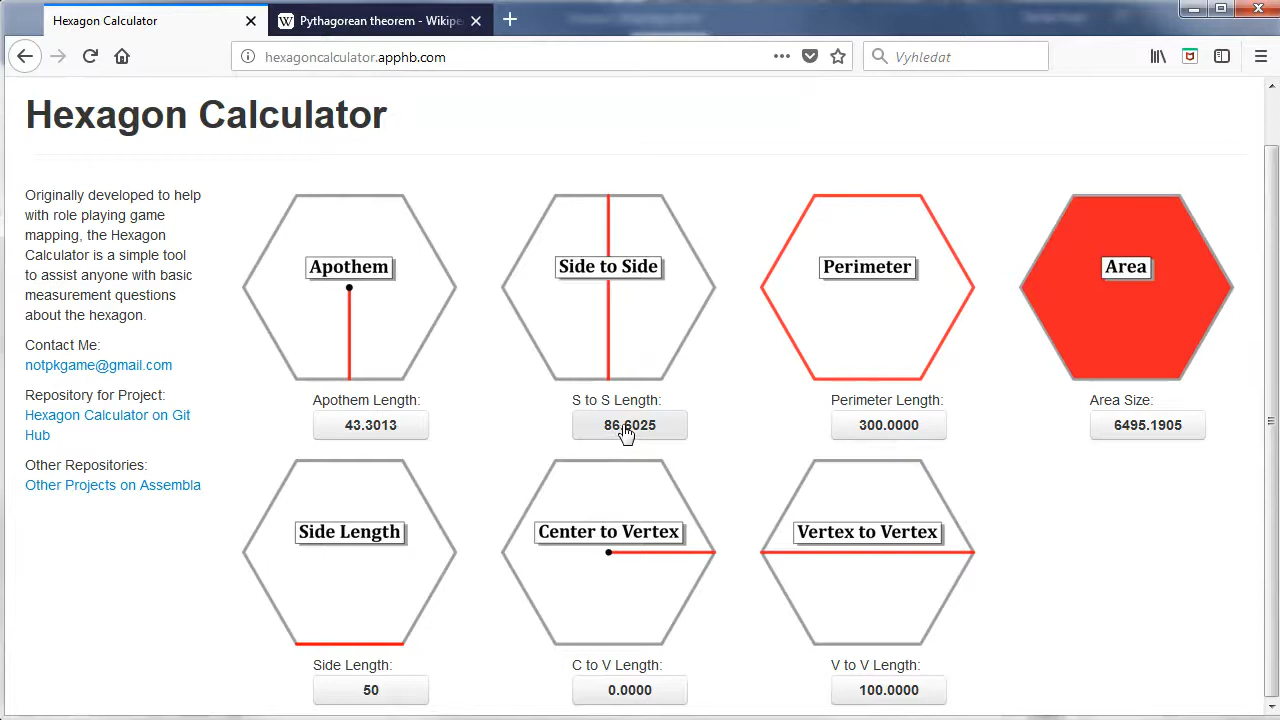 Hexagon Calculator
Pythagorean theorem - Wikipe
hexagoncalculator.apphb.com
Vyhledat
Hexagon Calculator
Originally developed to help
with role playing game
mapping, the Hexagon
Calculator is a simple tool
to assist anyone with basic
measurement questions
about the hexagon.
Contact Me:
notpkgame@gmail.com
Repository for Project:
Hexagon Calculator on Git
Hub
Other Repositories:
Other Projects on Assembla
Apothem
Side to Side
Perimeter
Area
Apothem Length:
S to S Length:
Perimeter Length:
Area Size:
43.3013
86.6025
300.0000
6495.1905
Side Length
Center to Vertex
Vertex to Vertex
Side Length:
C to V Length:
V to V Length:
50
0.0000
100.0000